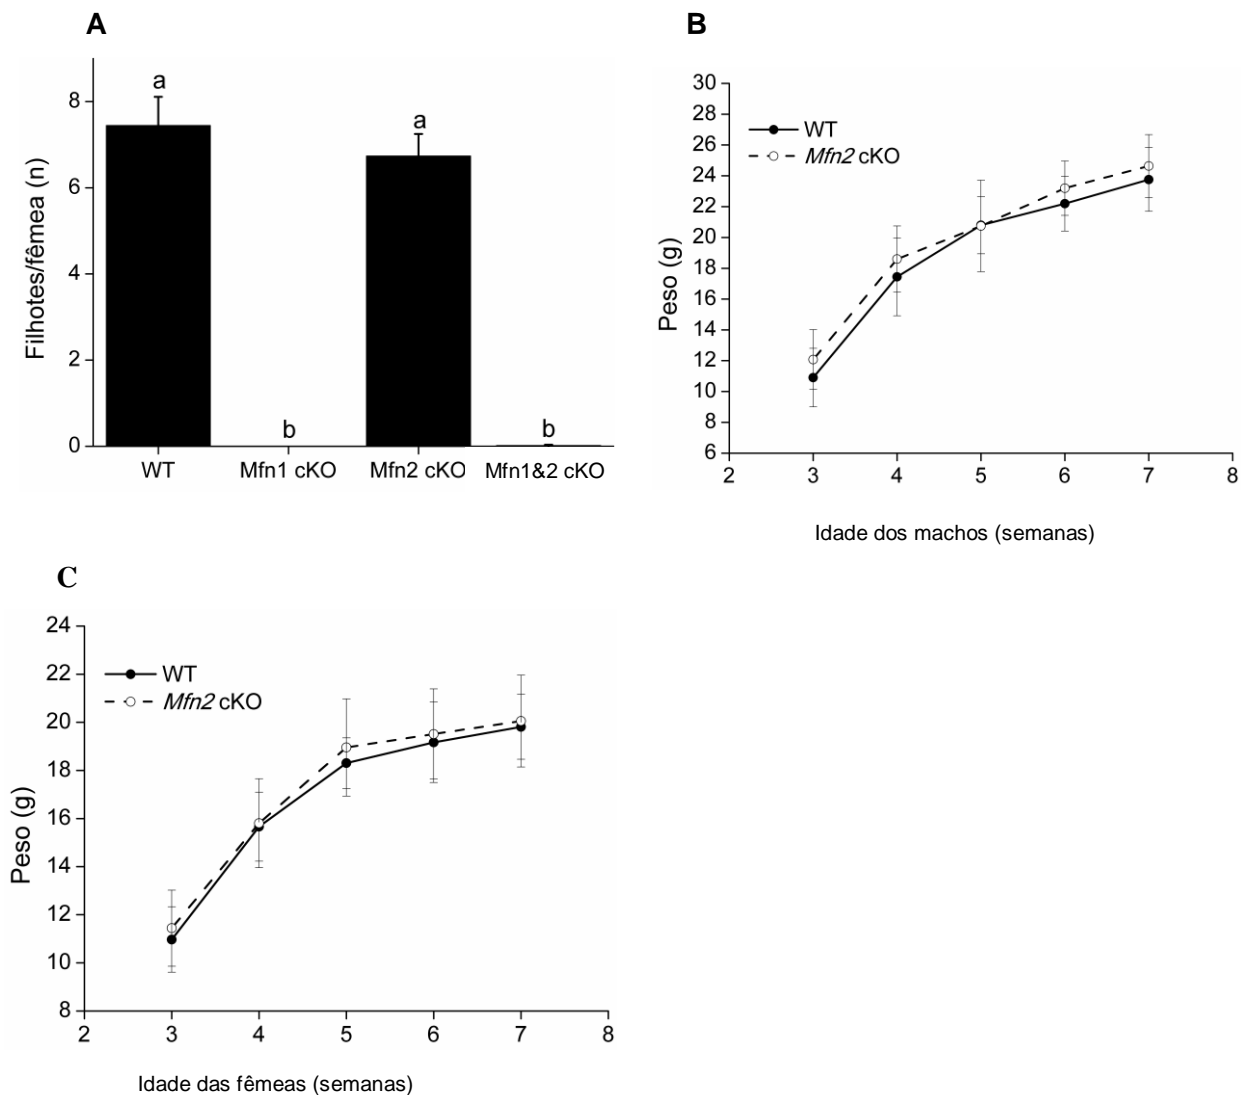 A
Filhotes/fêmea (n)
8
6
4
2
0
a
b
a
b
WT
Mfn1 cKO
Mfn2 cKO
Mfn1&2 cKO
B
Peso (g)
30
28
26
24
22
20
18
16
14
12
10
8
6
WT
Mfn2 cKO
2 3 4 5 6 7 8
Idade dos machos (semanas)
C
Peso (g)
24
22
20
18
16
14
12
10
8
WT
Mfn2 cKO
2 3 4 5 6 7 8
Idade das fêmeas (semanas)